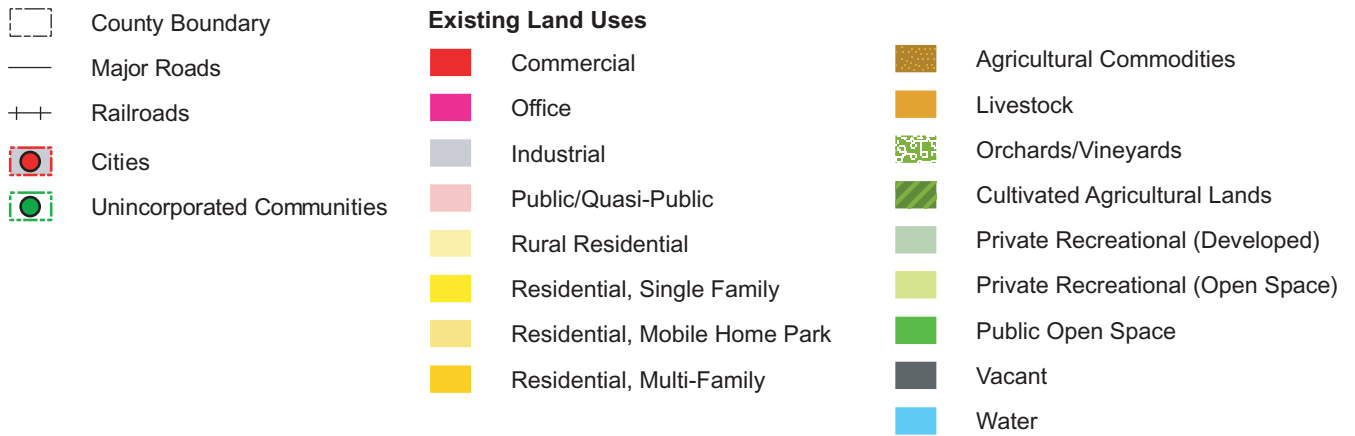 County Boundary
Major Roads
Railroads
Cities
Unincorporated Communities
Existing Land Uses
Commercial
Office
Industrial
Public/Quasi-Public
Rural Residential
Residential, Single Family
Residential, Mobile Home Park
Residential, Multi-Family
Agricultural Commodities
Livestock
Orchards/Vineyards
Cultivated Agricultural Lands
Private Recreational (Developed)
Private Recreational (Open Space)
Public Open Space
Vacant
Water